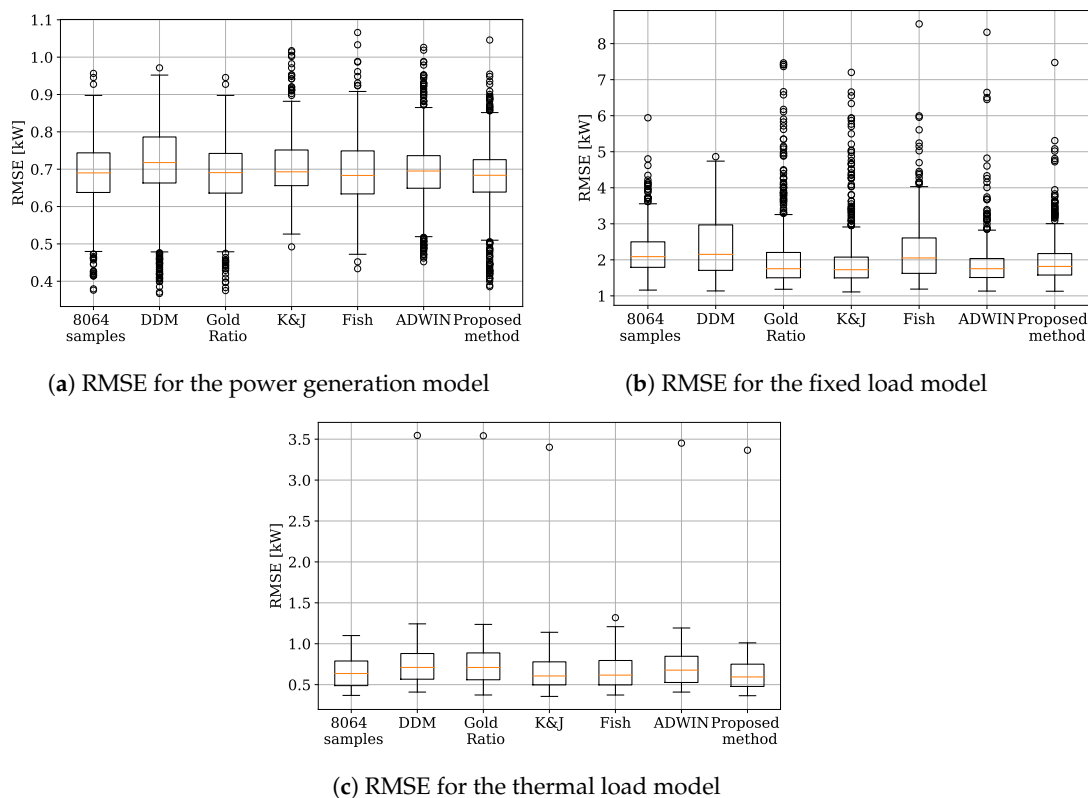 1.1
1.0
0.9
0.8
0.7
0.6
0.5
0.4
RMSE [kW]
8064 samples
DDM
Gold Ratio
K&J
Fish
ADWIN
Proposed method
(a) RMSE for the power generation model
8
7
6
5
4
3
2
1
RMSE [kW]
8064 samples
DDM
Gold Ratio
K&J
Fish
ADWIN
Proposed method
(b) RMSE for the fixed load model
3.5
3.0
2.5
2.0
1.5
1.0
0.5
RMSE [kW]
8064 samples
DDM
Gold Ratio
K&J
Fish
ADWIN
Proposed method
(c) RMSE for the thermal load model